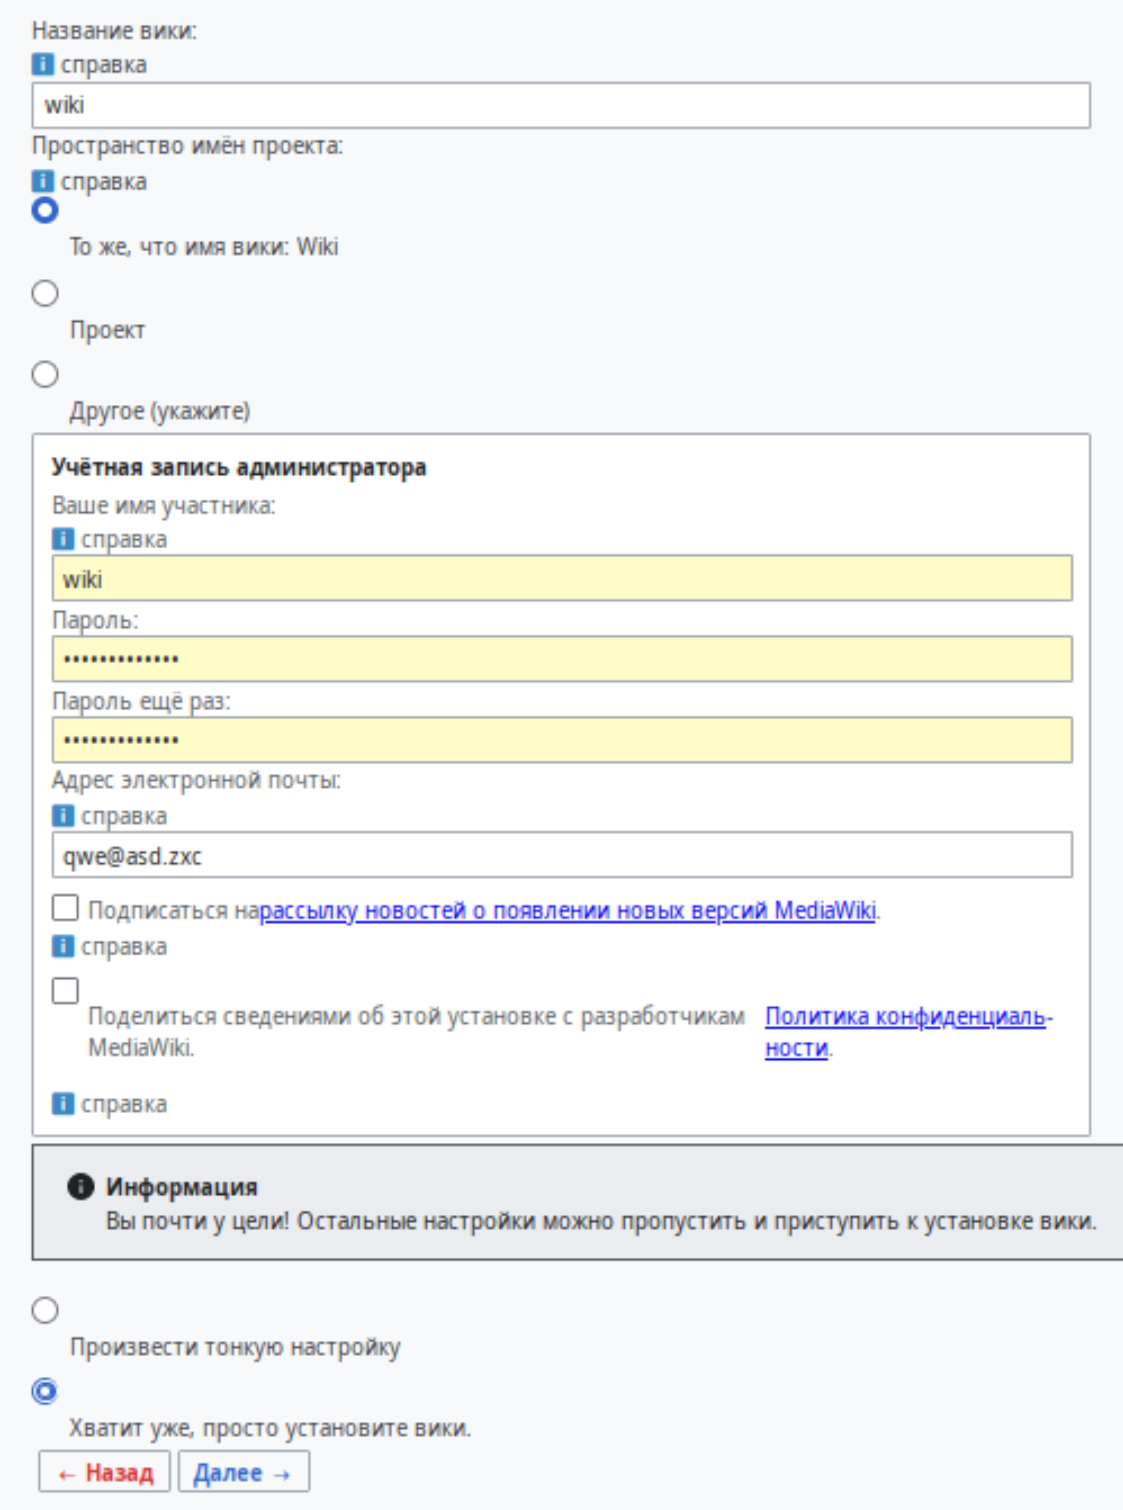 Название вики:
i справка
wiki
Пространство имён проекта:
i справка
То же, что имя вики: Wiki
Проект
Другое (укажите)
Учётная запись администратора
Ваше имя участника:
i справка
wiki
Пароль:
•••••••••••••
Пароль ещё раз:
•••••••••••••
Адрес электронной почты:
i справка
qwe@asd.zxc
Подписаться нарассылку новостей о появлении новых версий MediaWiki.
i справка
Поделиться сведениями об этой установке с разработчикам
MediaWiki.
Политика конфиденциаль-
ности.
i справка
Информация
Вы почти у цели! Остальные настройки можно пропустить и приступить к установке вики.
Произвести тонкую настройку
Хватит уже, просто установите вики.
← Назад Далее →